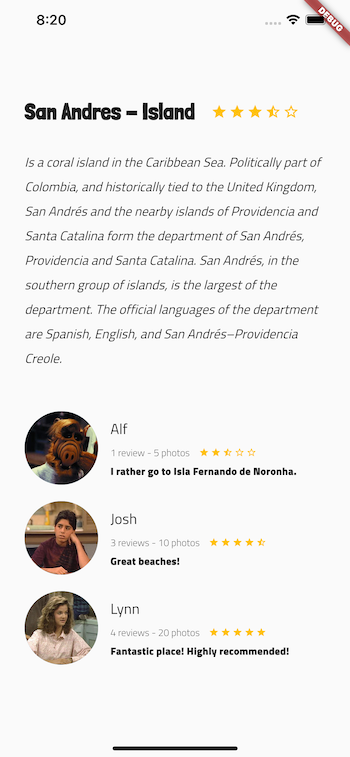 8:20
DEBUG
San Andres – Island
Is a coral island in the Caribbean Sea. Politically part of
Colombia, and historically tied to the United Kingdom,
San Andrés and the nearby islands of Providencia and
Santa Catalina form the department of San Andrés,
Providencia and Santa Catalina. San Andrés, in the
southern group of islands, is the largest of the
department. The official languages of the department
are Spanish, English, and San Andrés–Providencia
Creole.
Alf
1 review - 5 photos
I rather go to Isla Fernando de Noronha.
Josh
3 reviews - 10 photos
Great beaches!
Lynn
4 reviews - 20 photos
Fantastic place! Highly recommended!